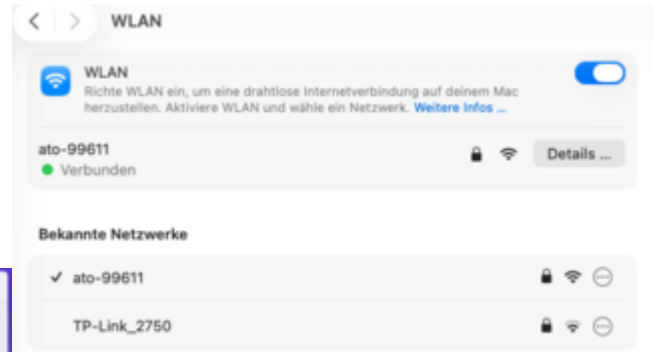 WLAN
WLAN
Richte WLAN ein, um eine drahtlose Internetverbindung auf deinem Mac
herzustellen. Aktiviere WLAN und wähle ein Netzwerk. Weitere Infos ...
ato-99611
Verbunden
Details ...
Bekannte Netzwerke
ato-99611
TP-Link_2750